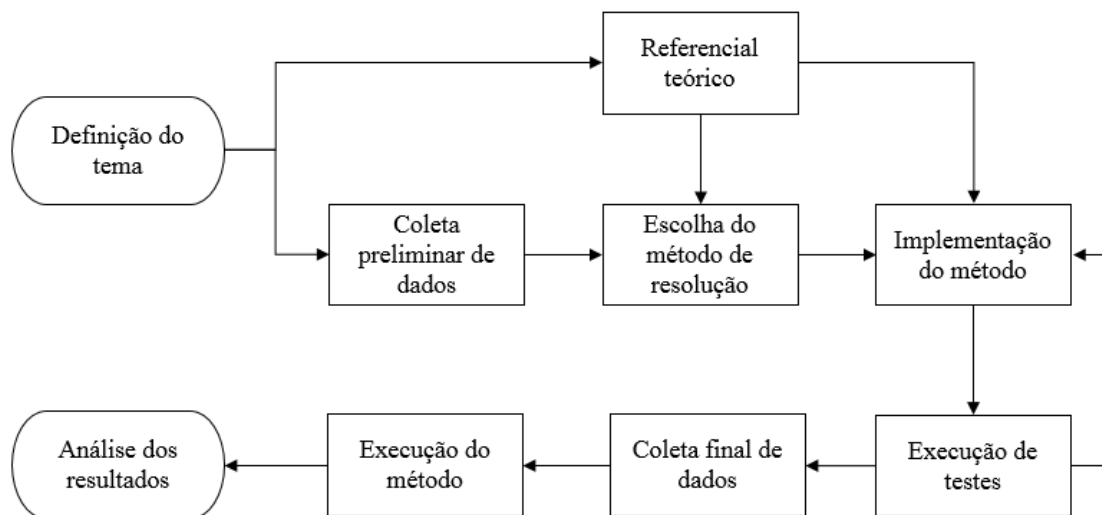 Referencial
teórico
Definição do
tema
Coleta
preliminar de
dados
Escolha do
método de
resolução
Implementação
do método
Análise dos
resultados
Execução do
método
Coleta final de
dados
Execução de
testes